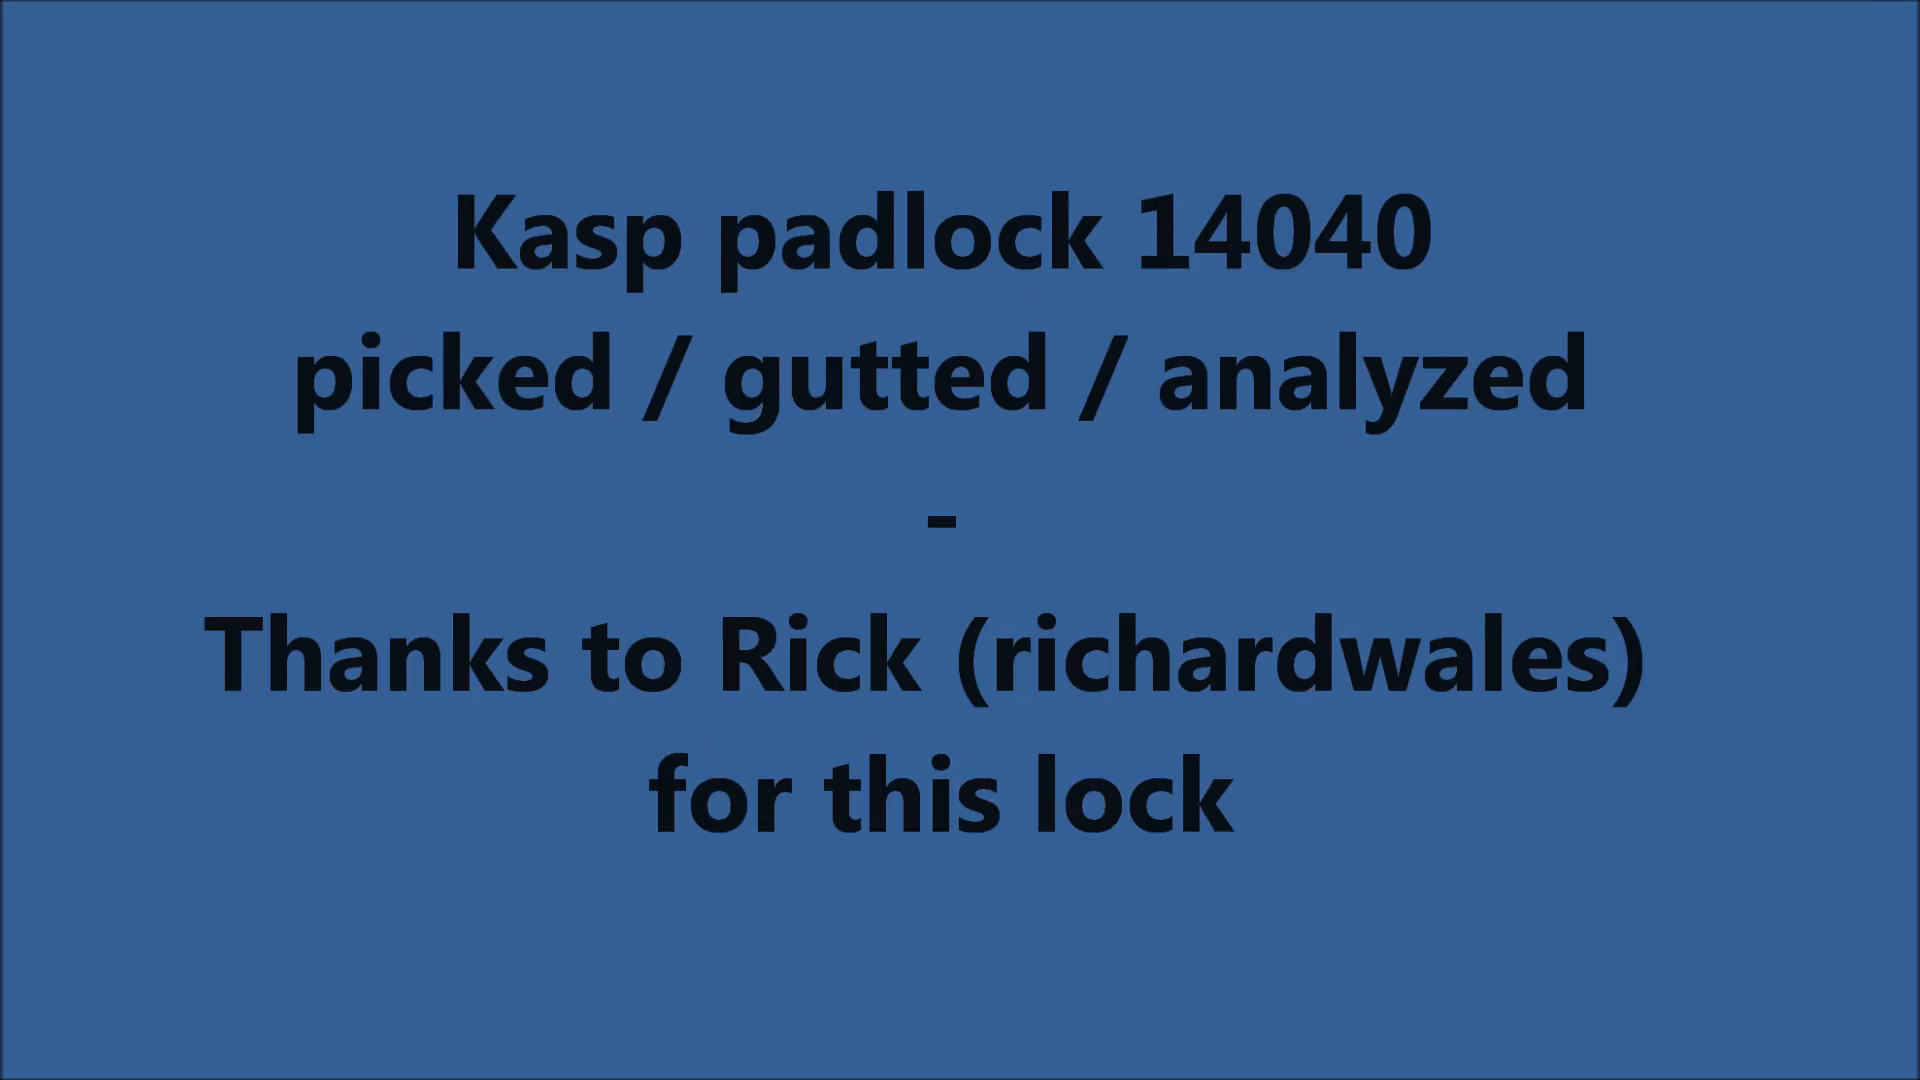 Kasp padlock 14040
picked / gutted / analyzed
-
Thanks to Rick (richardwales)
for this lock